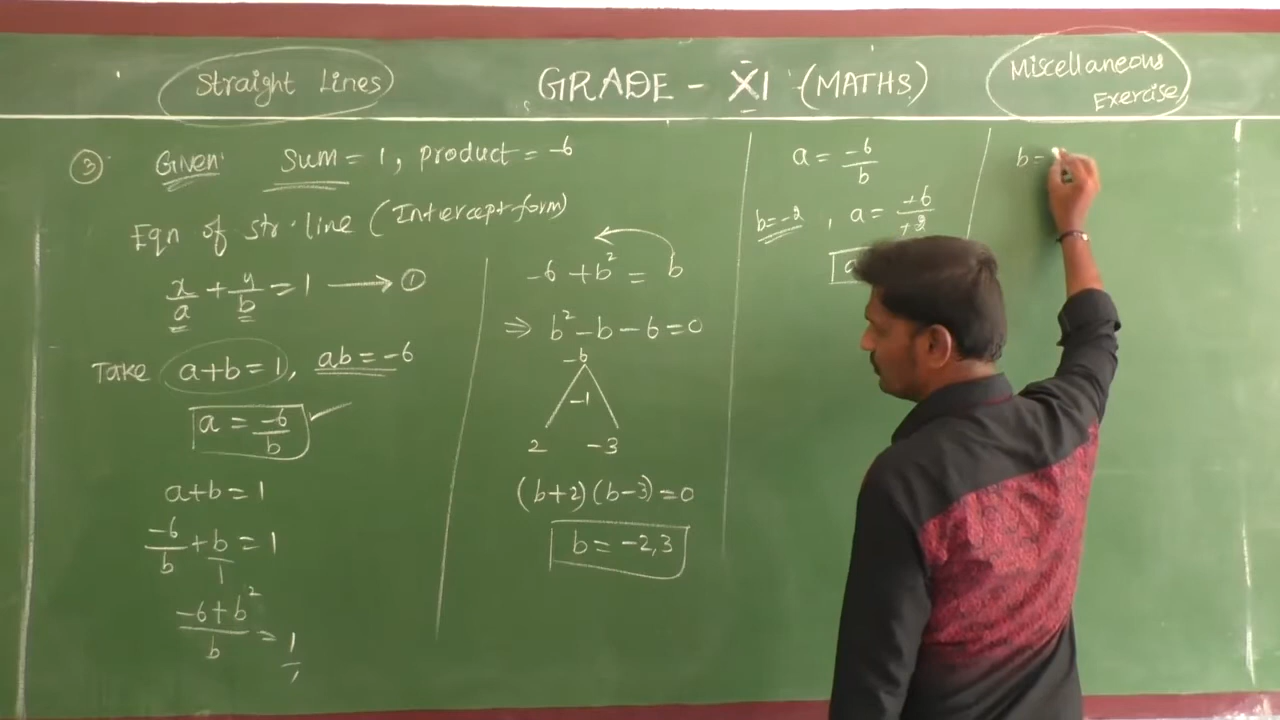 Straight Lines
GRADE - XI (MATHS)
Miscellaneous
Exercise
③ Given: Sum = 1, product = -6
Eqn of str. line (Intercept form)
x/a + y/b = 1 → ①
Take a+b = 1, ab = -6
a = -6/b ✓
a+b = 1
-6/b + b/1 = 1
(-6+b²)/b = 1/1
-6 + b² = b
⇒ b² - b - 6 = 0
-6
-1
2 -3
(b+2)(b-3) = 0
b = -2, 3
a = -6/b
b = -2, a = -6/-2
b =